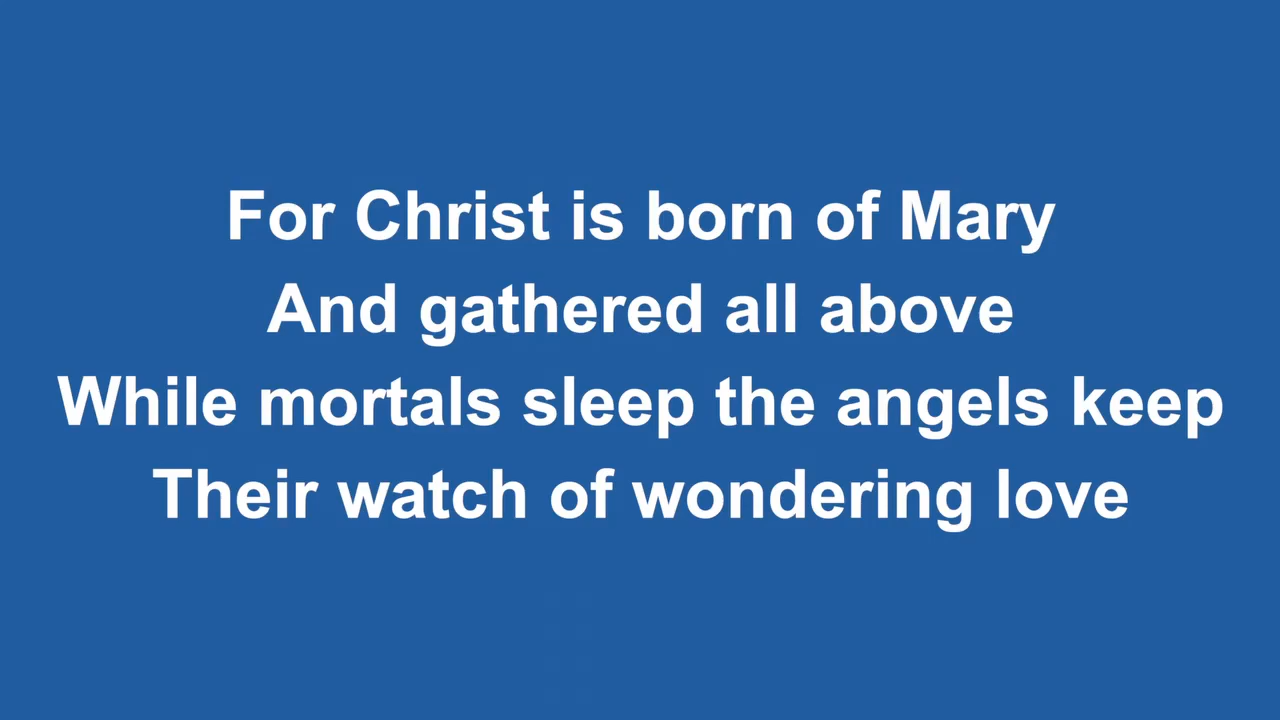 For Christ is born of Mary
And gathered all above
While mortals sleep the angels keep
Their watch of wondering love